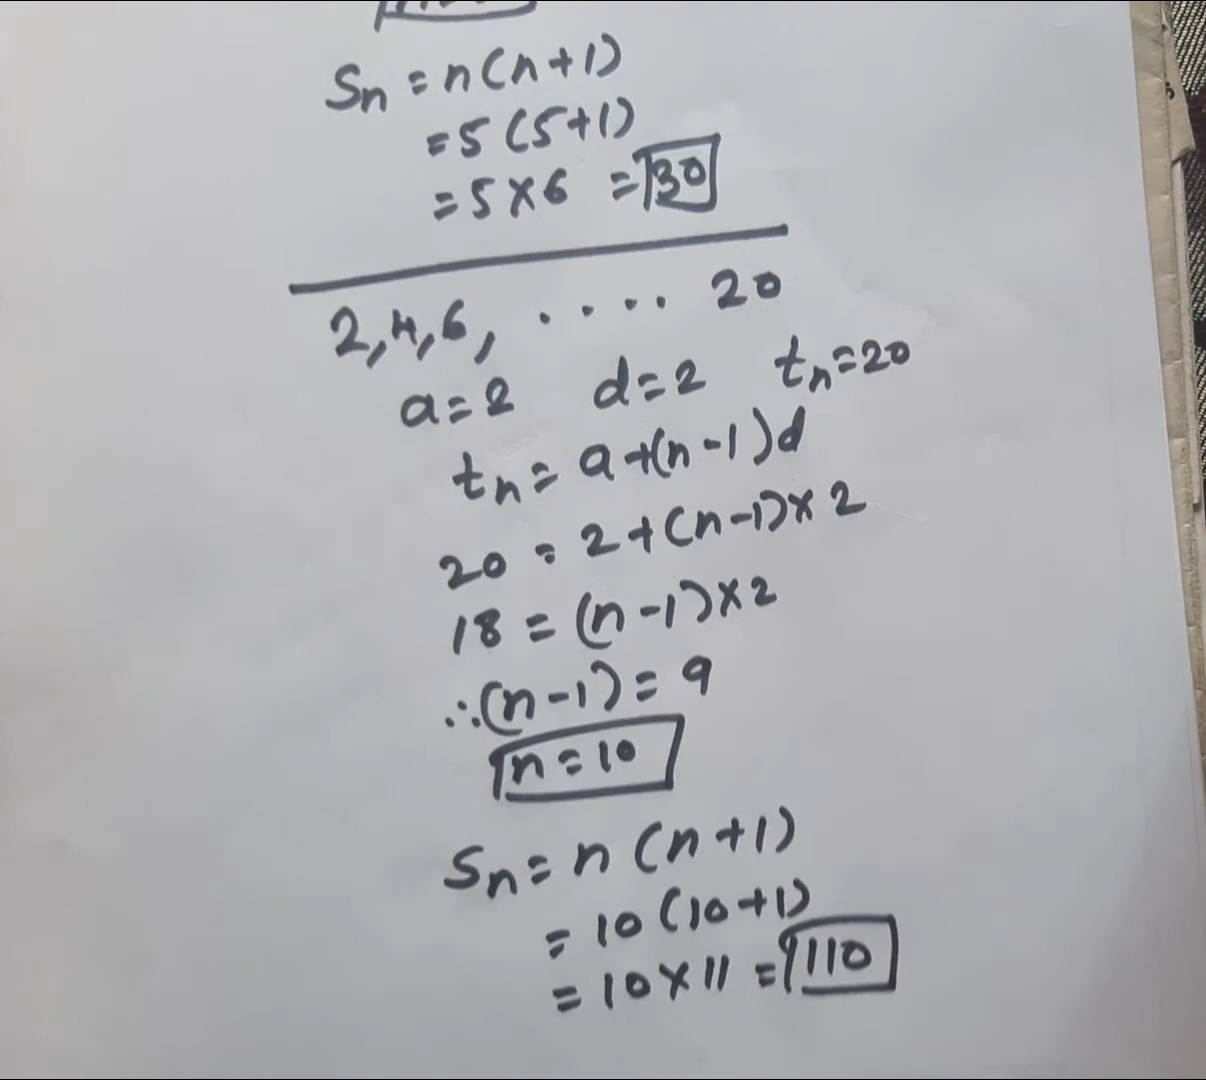 Sn = n(n+1)
= 5 (5+1)
= 5 × 6 = 30
2,4,6, . . . . 20
a=2 d=2 tn=20
tn = a+(n-1)d
20 = 2+(n-1)×2
18 = (n-1)×2
∴(n-1) = 9
n=10
Sn = n (n+1)
= 10 (10+1)
= 10 × 11 = 110